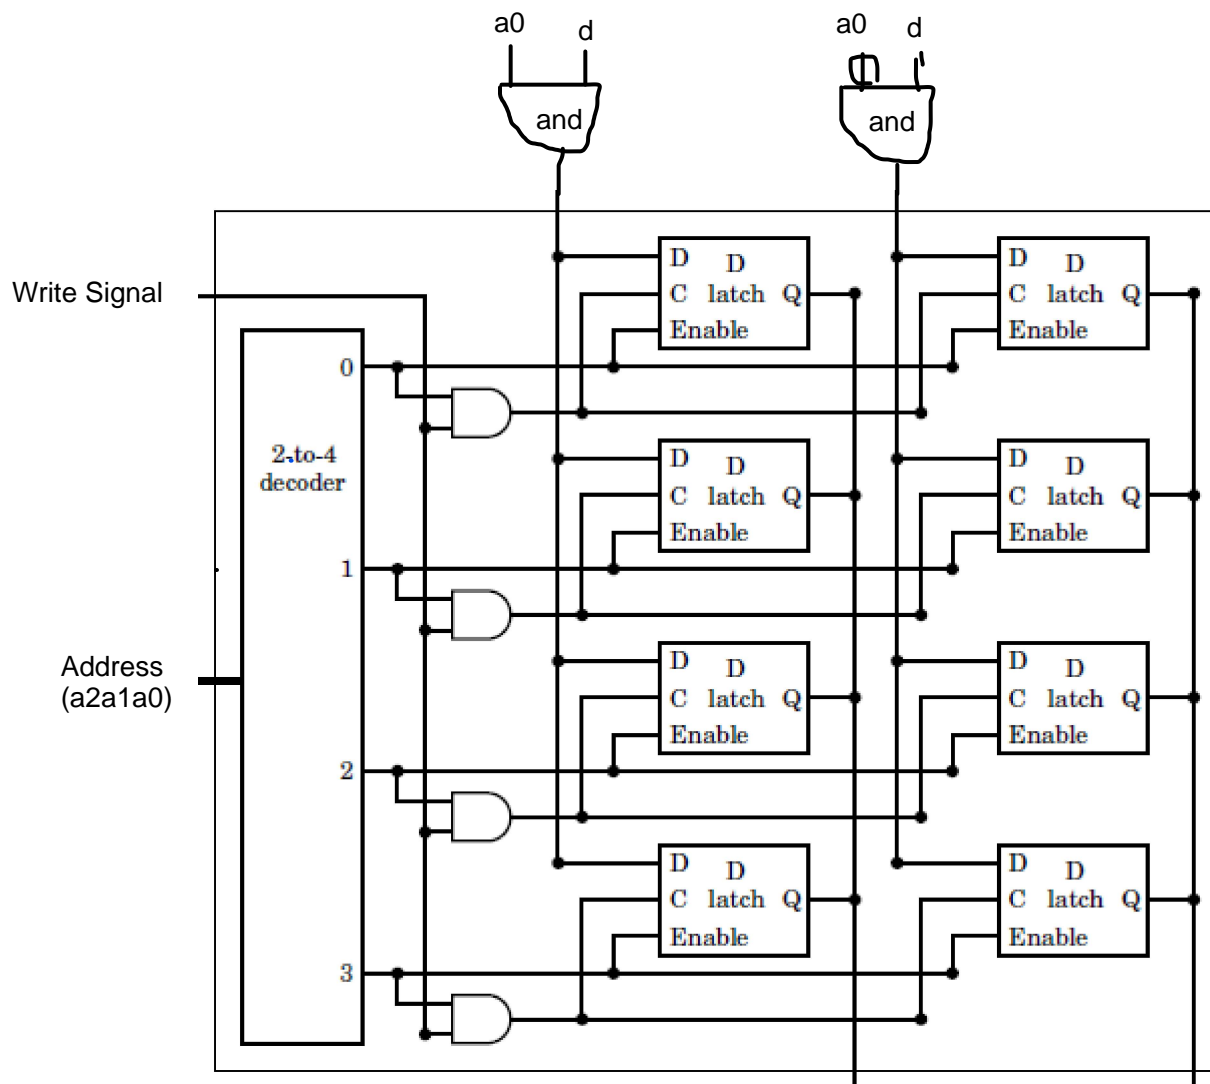 a0 d
a0 d
and
and
Write Signal
D D
C latch Q
Enable
D D
C latch Q
Enable
0
2-to-4
decoder
D D
C latch Q
Enable
D D
C latch Q
Enable
1
Address
(a2a1a0)
D D
C latch Q
Enable
D D
C latch Q
Enable
2
D D
C latch Q
Enable
D D
C latch Q
Enable
3